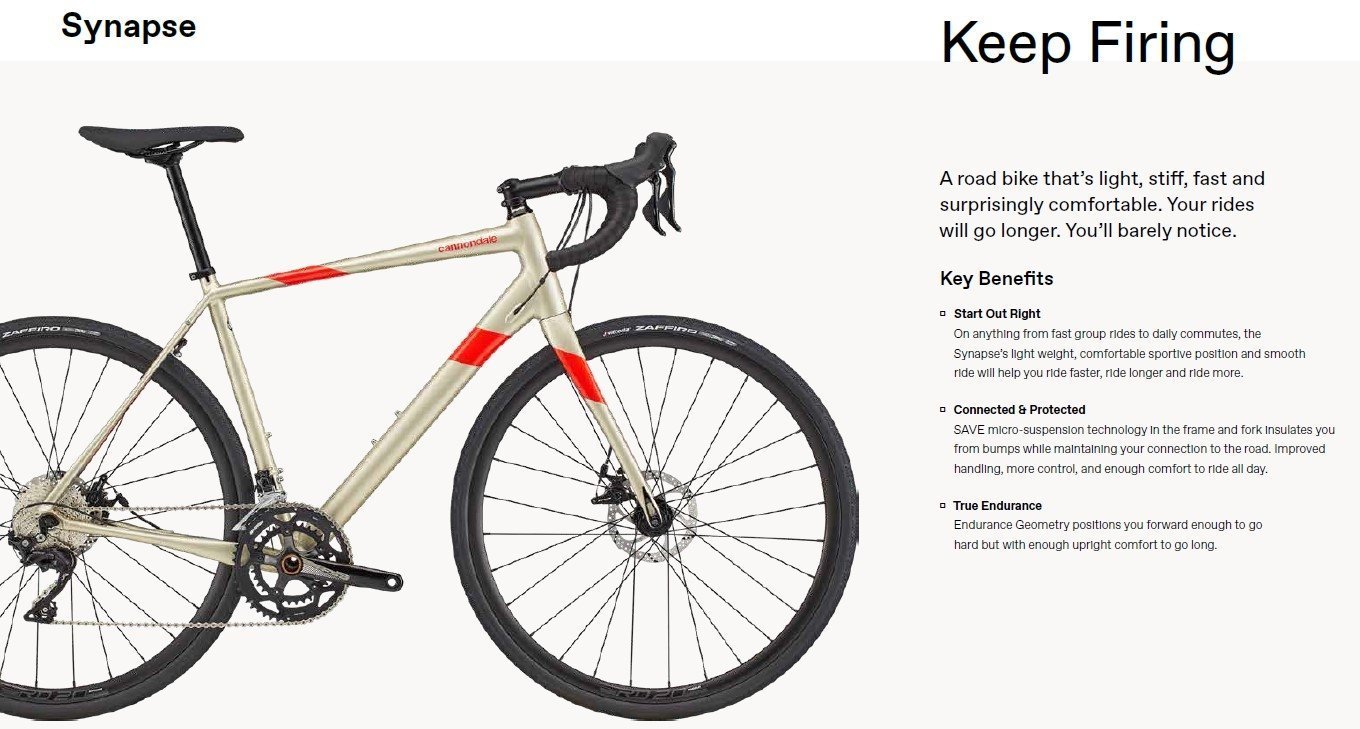 Synapse
Keep Firing
A road bike that's light, stiff, fast and
surprisingly comfortable. Your rides
will go longer. You'll barely notice.
Key Benefits
Start Out Right
On anything from fast group rides to daily commutes, the
Synapse's light weight, comfortable sportive position and smooth
ride will help you ride faster, ride longer and ride more.
Connected & Protected
SAVE micro-suspension technology in the frame and fork insulates you
from bumps while maintaining your connection to the road. Improved
handling, more control, and enough comfort to ride all day.
True Endurance
Endurance Geometry positions you forward enough to go
hard but with enough upright comfort to go long.
cannondale
ZAFFIRO
ZAFFIRO